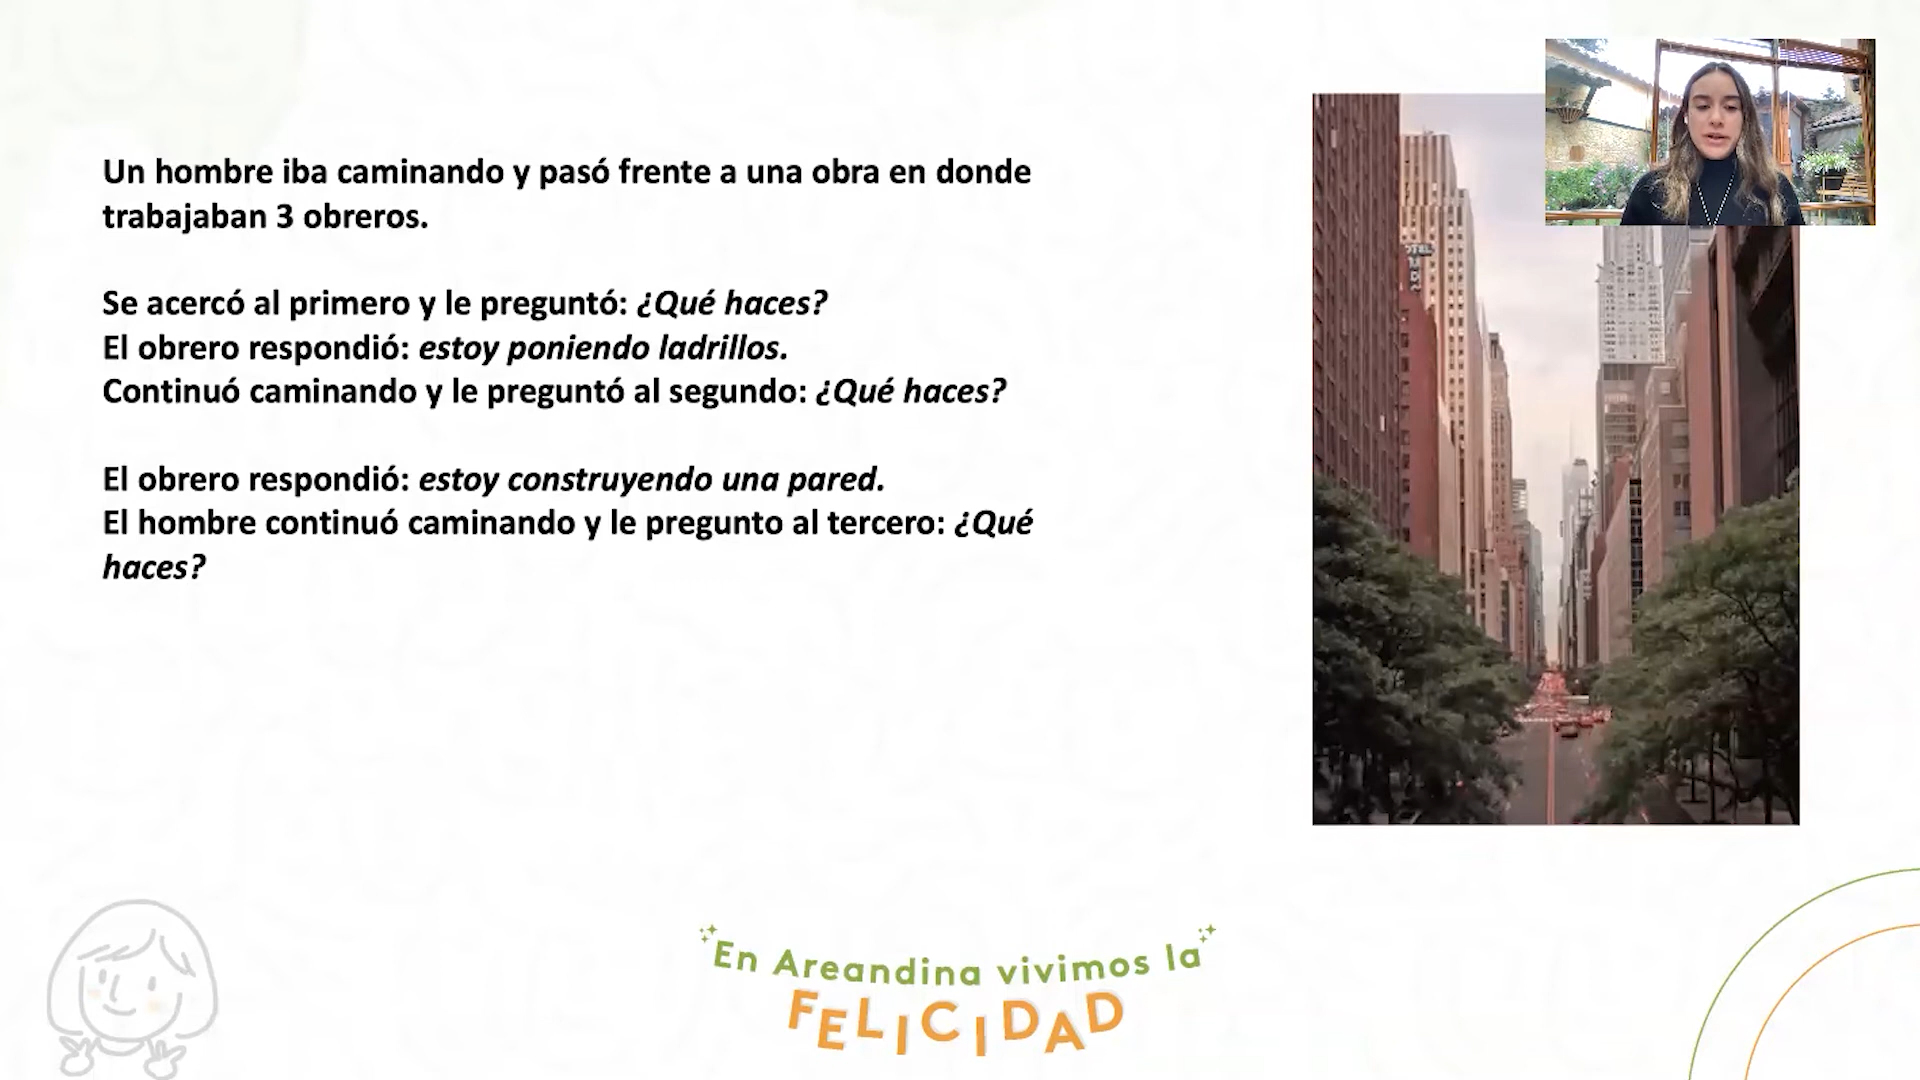 Un hombre iba caminando y pasó frente a una obra en donde
trabajaban 3 obreros.
Se acercó al primero y le preguntó: ¿Qué haces?
El obrero respondió: estoy poniendo ladrillos.
Continuó caminando y le preguntó al segundo: ¿Qué haces?
El obrero respondió: estoy construyendo una pared.
El hombre continuó caminando y le pregunto al tercero: ¿Qué
haces?
En Areandina vivimos la
FELICIDAD